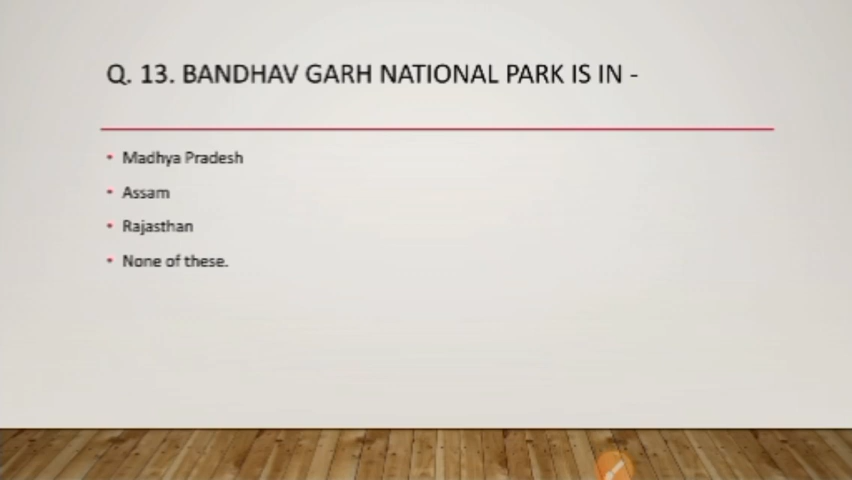 Q. 13. BANDHAV GARH NATIONAL PARK IS IN -
• Madhya Pradesh
• Assam
• Rajasthan
• None of these.